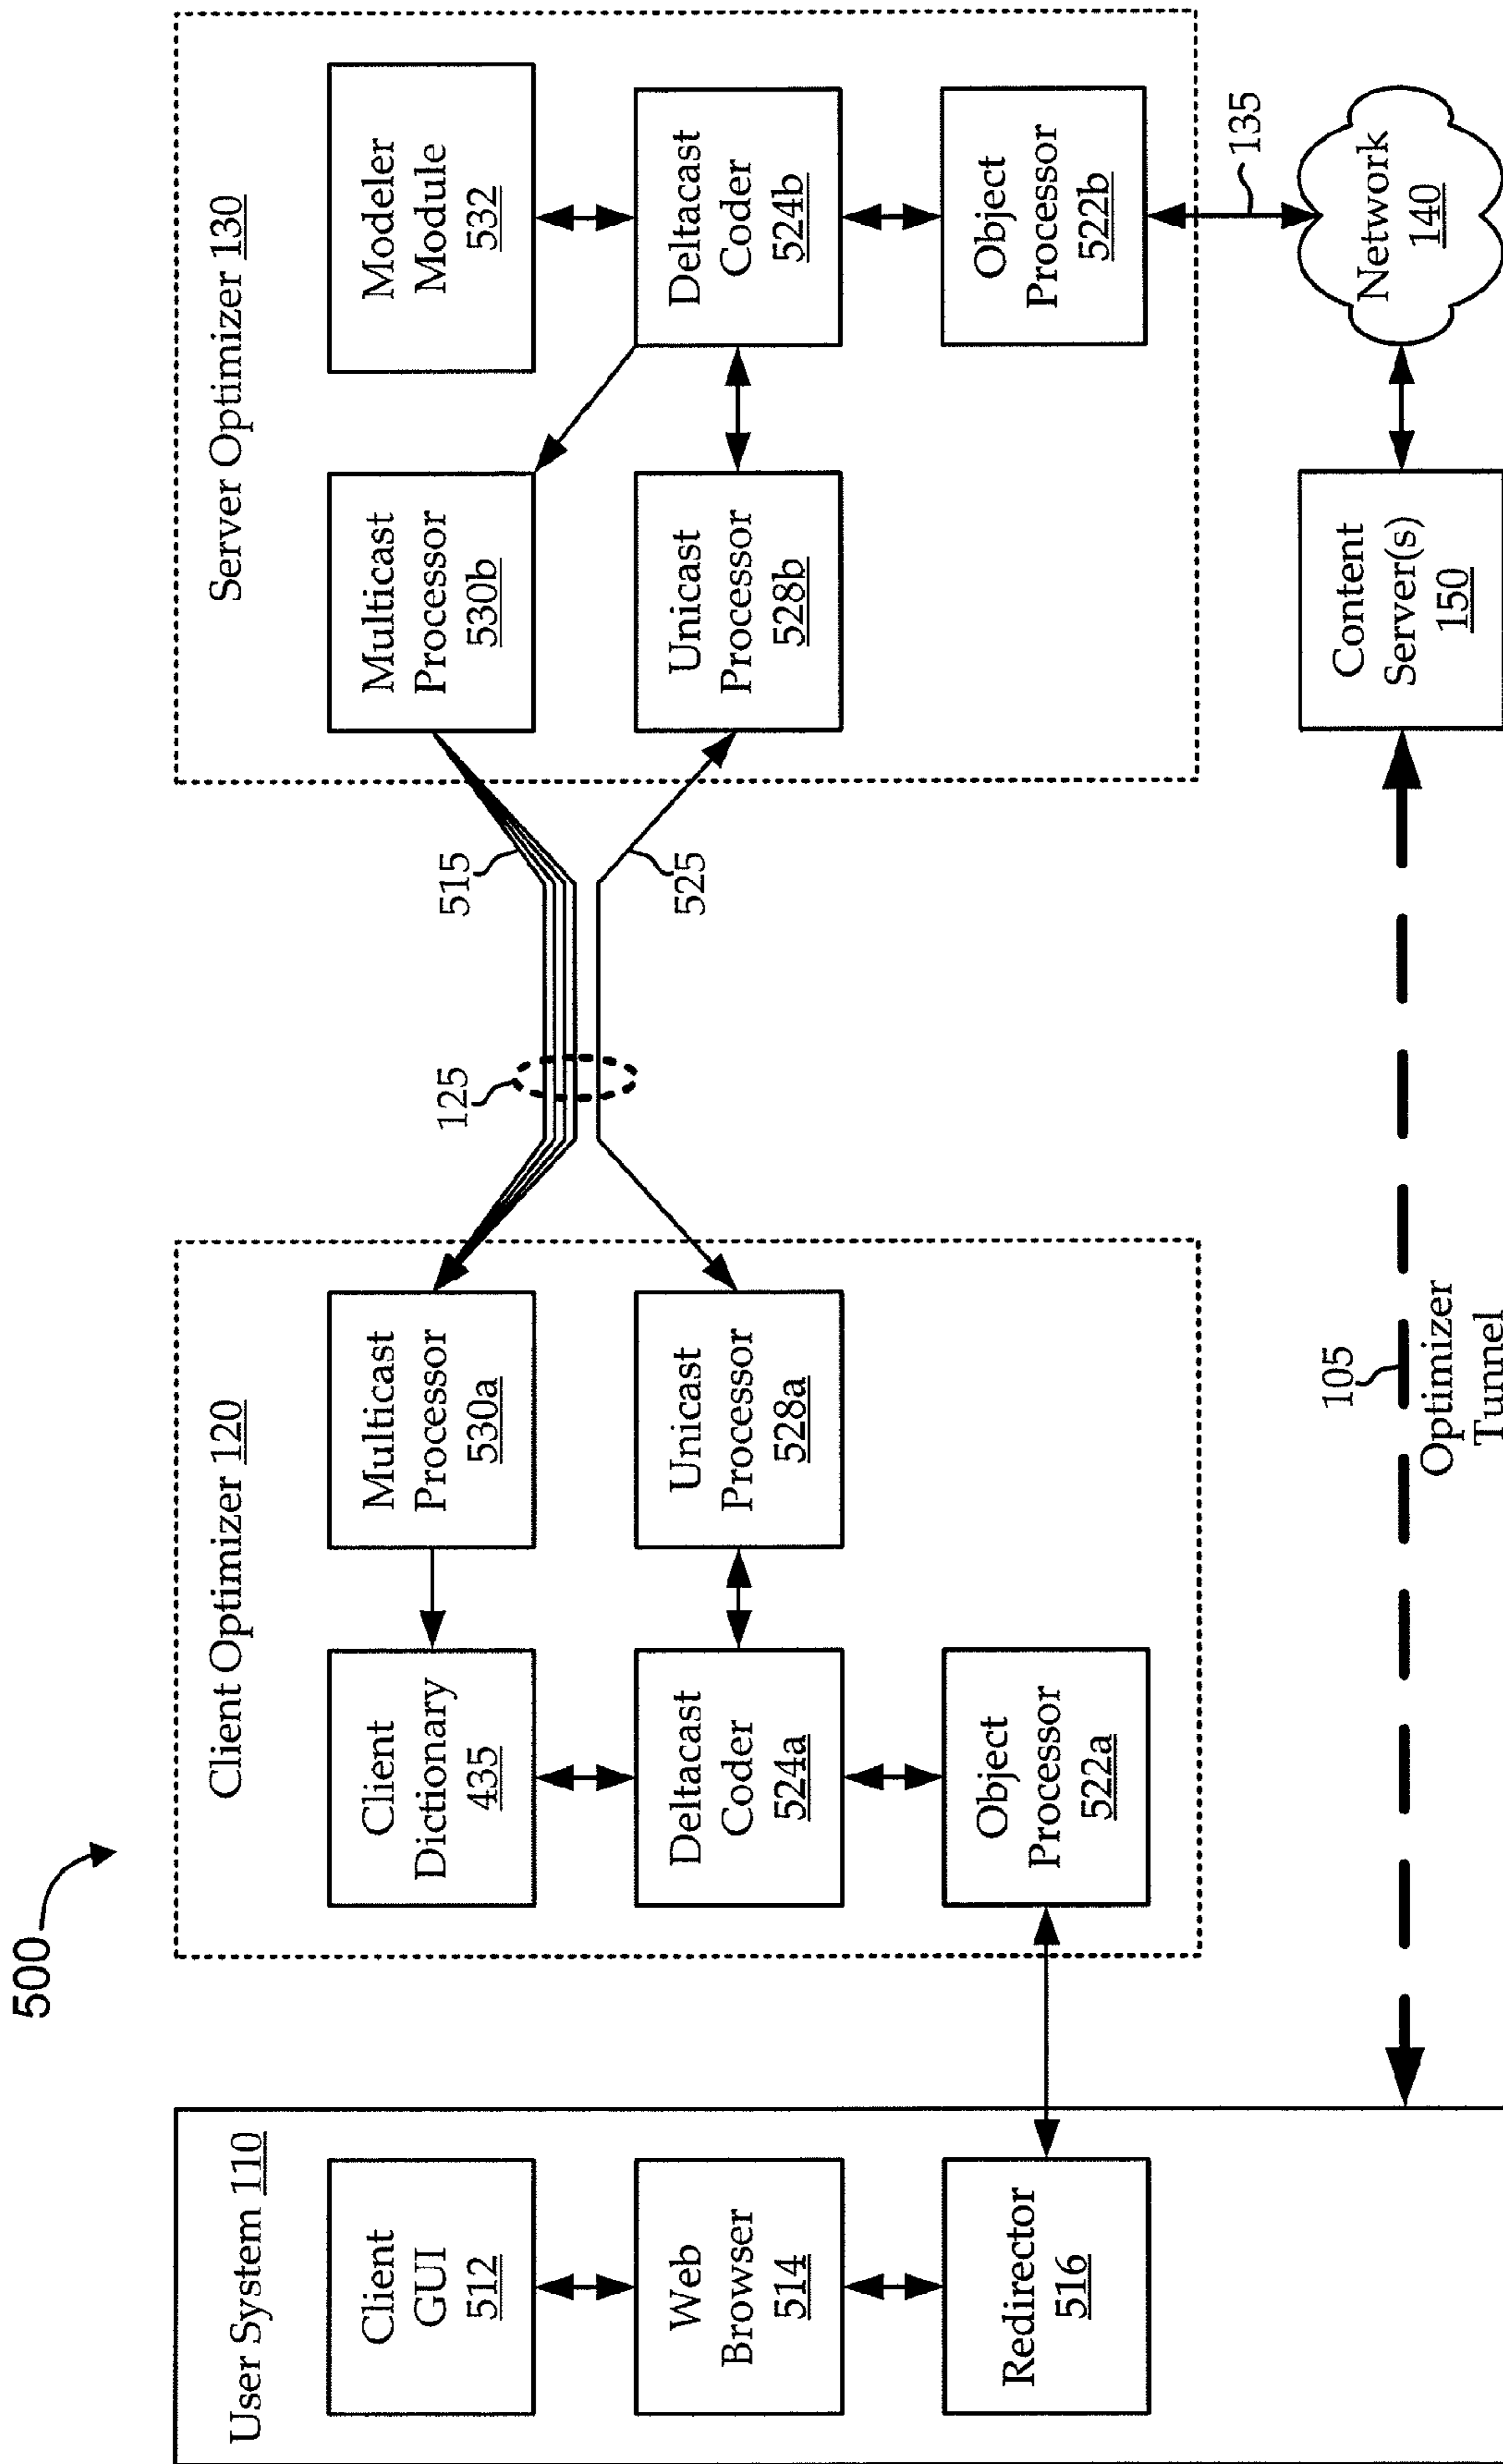 500
User System 110
Client
GUI
512
Web
Browser
514
Redirector
516
Client Optimizer 120
Client
Dictionary
435
Multicast
Processor
530a
Deltacast
Coder
524a
Unicast
Processor
528a
Object
Processor
522a
125
515
525
Server Optimizer 130
Multicast
Processor
530b
Modeler
Module
532
Unicast
Processor
528b
Deltacast
Coder
524b
Object
Processor
522b
135
105
Optimizer
Tunnel
Content
Server(s)
150
Network
140